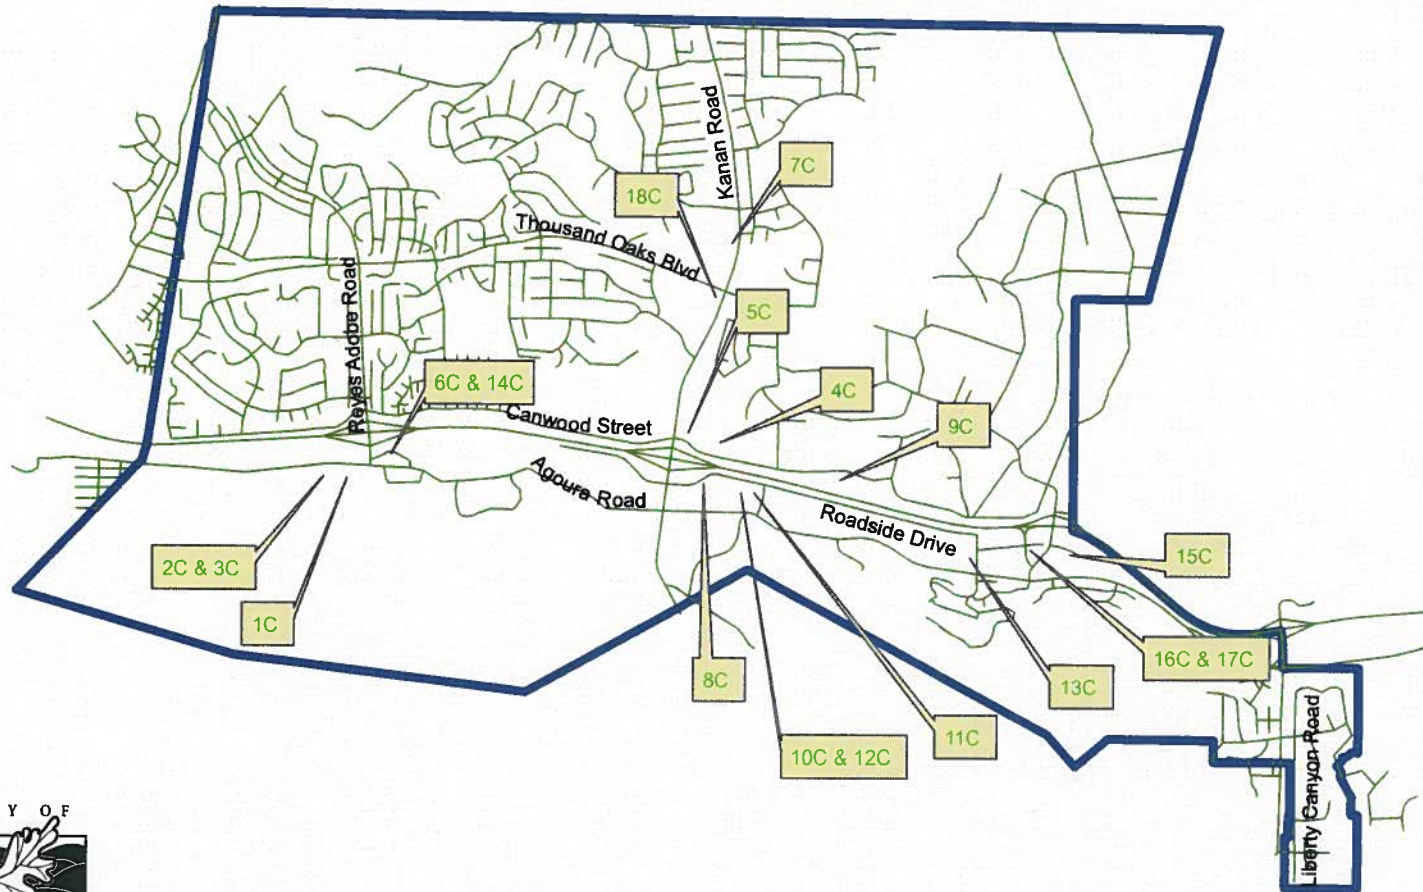 Kanan Road
7C
18C
Thousand Oaks Blvd
Reyes Adobe Road
5C
6C & 14C
4C
Canwood Street
9C
Agoura Road
Roadside Drive
2C & 3C
15C
1C
16C & 17C
8C
13C
11C
10C & 12C
Liberty Canyon Road
Y OF